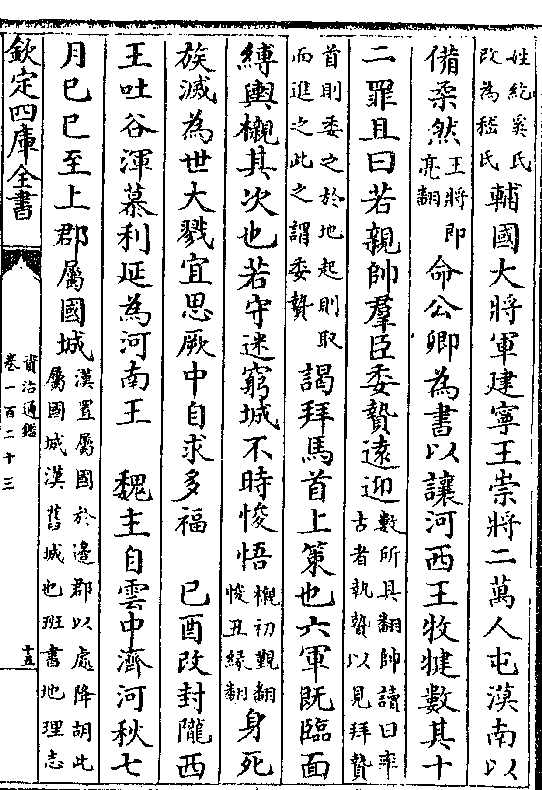 姓紇奚氏改為嵇氏輔國大將軍建寧王崇將二萬人屯漠南以
備柔然王將即亮翻命公卿為書以讓河西王牧犍數其十
二罪且曰若親帥羣臣委贄遠迎數所具翻帥讀曰率古者執贄以見拜贄
首則委之於地起則取而進之此之謂委贄謁拜馬首上策也六軍既臨面
縛輿櫬其次也若守迷窮城不時悛悟櫬初覲翻悛丑緣翻身死
族滅為世大戮宜思厥中自求多福　己酉改封隴西
王吐谷渾慕利延為河南王　魏主自雲中濟河秋七
月己巳至上郡屬國城漢置屬國於邊郡以處降胡此屬國城漢舊城也班書地理志
欽定四庫全書
資治通鑑
卷一百二十三
十五